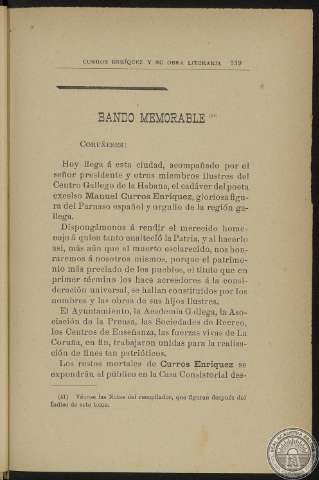 CURROS ENRÍQUEZ Y SU OBRA LITERARIA 239
BANDO MEMORABLE
CORUÑESES:
Hoy llega á esta ciudad, acompañado por el
señor presidente y otros miembros ilustres del
Centro Gallego de la Habana, el cadáver del poeta
excelso Manuel Curros Enríquez, gloriosa figu-
ra del Parnaso español y orgullo de la región ga-
llega.
Dispongámonos á rendir el merecido home-
naje á quien tanto enalteció la Patria, y al hacerlo
así, más aún que al muerto esclarecido, nos hon-
raremos á nosotros mismos, porque el patrimo-
nio más preciado de los pueblos, el título que en
primer término los hace acreedores á la consi-
deración universal, se hallan constituidos por los
nombres y las obras de sus hijos ilustres.
El Ayuntamiento, la Academia Gallega, la Aso-
ciación de la Prensa, las Sociedades de Recreo,
los Centros de Enseñanza, las fuerzas vivas de La
Coruña, en fin, trabajaron unidas para la realiza-
ción de fines tan patrióticos.
Los restos mortales de Curros Enríquez se
expondrán al público en la Casa Consistorial des-
(41) Véanse las Notas del recopilador, que figuran después del
Índice de este tomo.